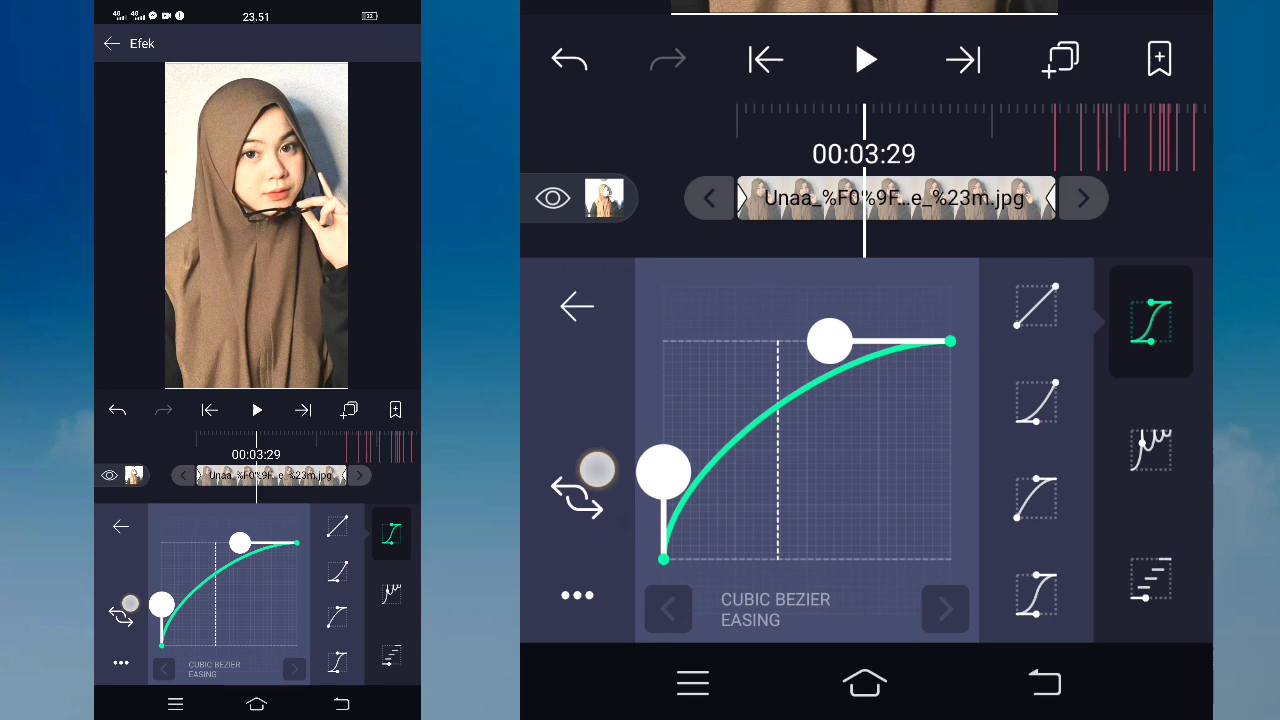 23.51
Efek
00:03:29
Unaa_%F0%9F...e_%23m.jpg
CUBIC BEZIER
EASING
00:03:29
Unaa_%F0%9F...e_%23m.jpg
CUBIC BEZIER
EASING